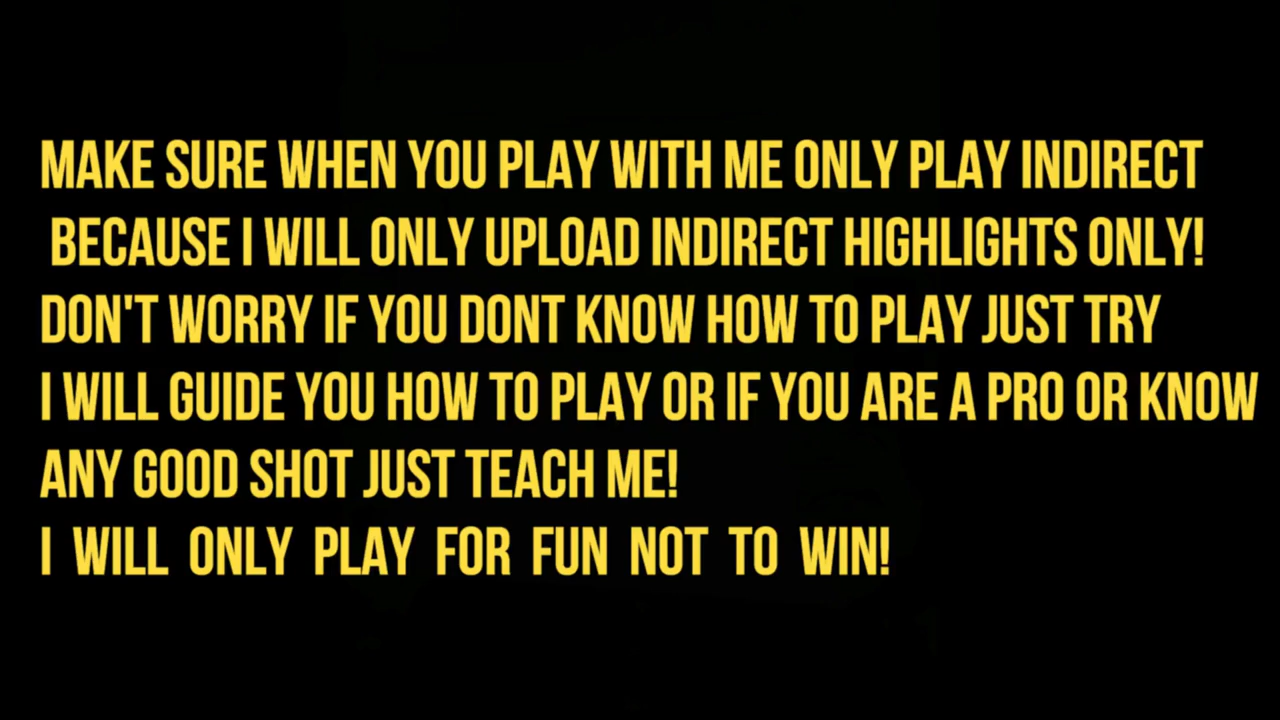 MAKE SURE WHEN YOU PLAY WITH ME ONLY PLAY INDIRECT
BECAUSE I WILL ONLY UPLOAD INDIRECT HIGHLIGHTS ONLY!
DON'T WORRY IF YOU DONT KNOW HOW TO PLAY JUST TRY
I WILL GUIDE YOU HOW TO PLAY OR IF YOU ARE A PRO OR KNOW
ANY GOOD SHOT JUST TEACH ME!
I WILL ONLY PLAY FOR FUN NOT TO WIN!